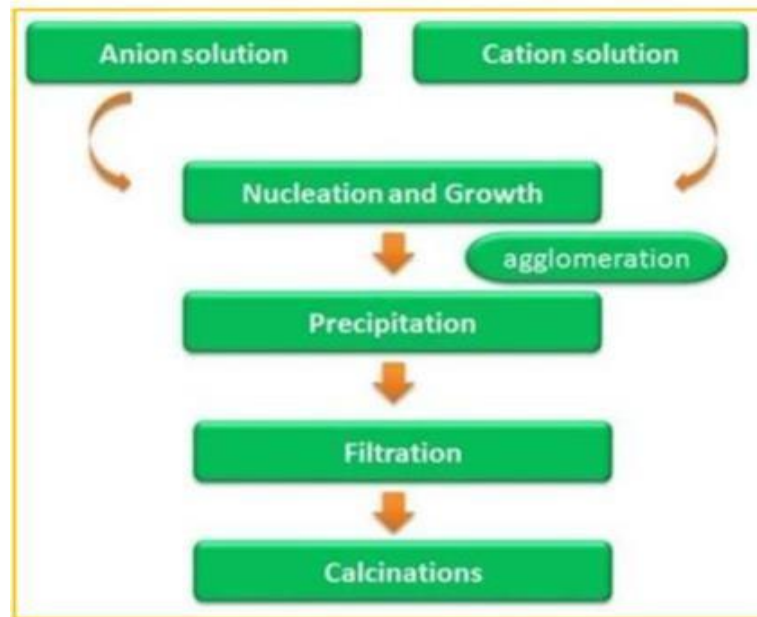 Anion solution
Cation solution
Nucleation and Growth
agglomeration
Precipitation
Filtration
Calcinations